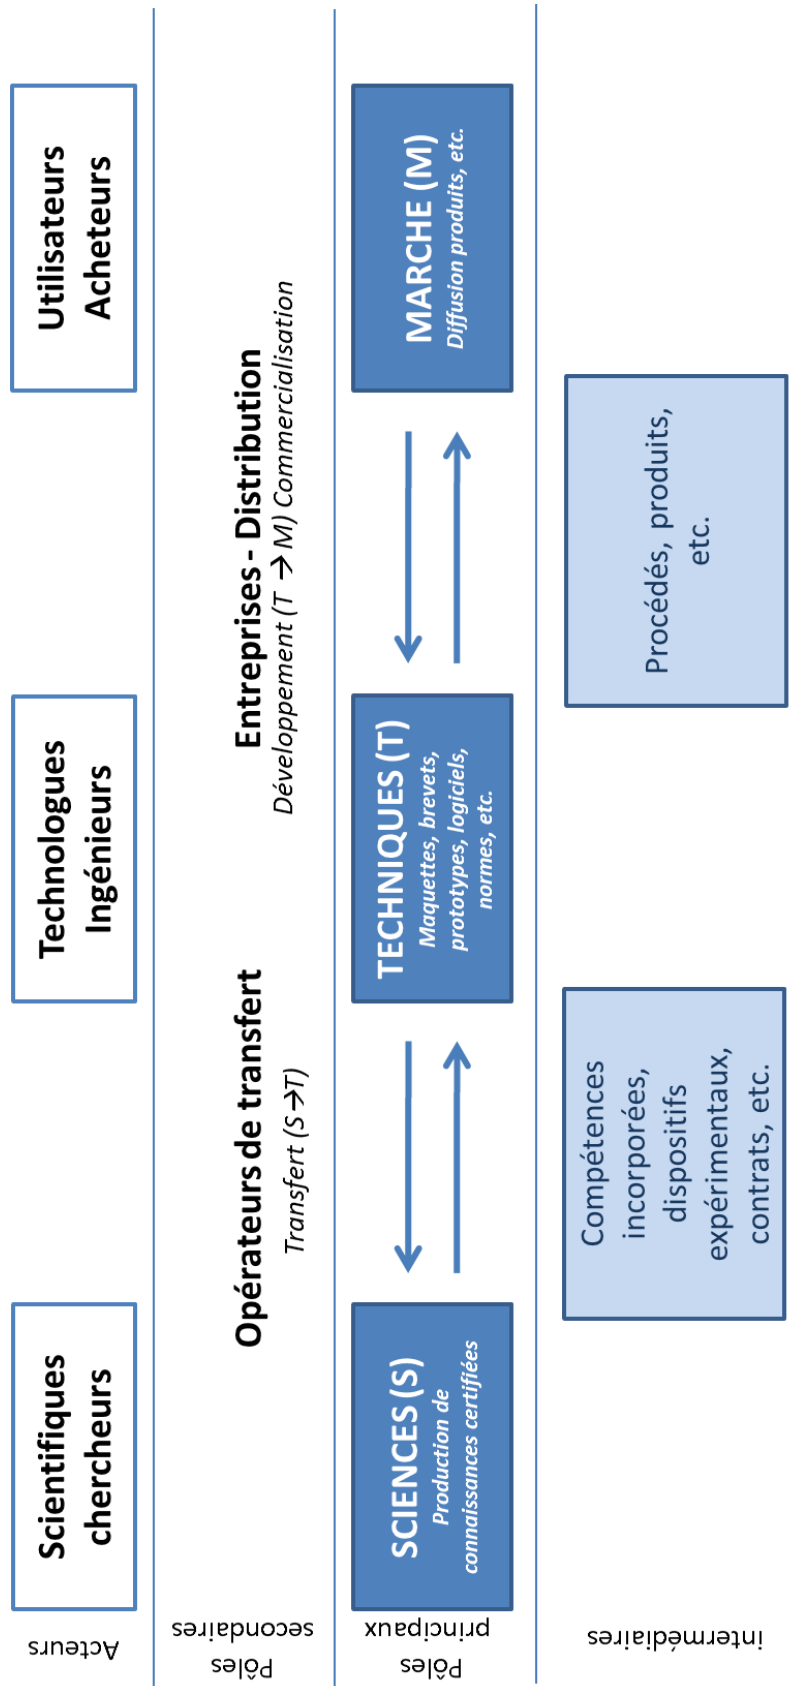 Acteurs
Scientifiques
chercheurs
Technologues
Ingénieurs
Utilisateurs
Acheteurs
Pôles
secondaires
Opérateurs de transfert
Transfert (S→T)
Entreprises - Distribution
Développement (T → M) Commercialisation
Pôles
principaux
SCIENCES (S)
Production de
connaissances certifiées
TECHNIQUES (T)
Maquettes, brevets,
prototypes, logiciels,
normes, etc.
MARCHE (M)
Diffusion produits, etc.
intermédiaires
Compétences
incorporées,
dispositifs
expérimentaux,
contrats, etc.
Procédés, produits,
etc.